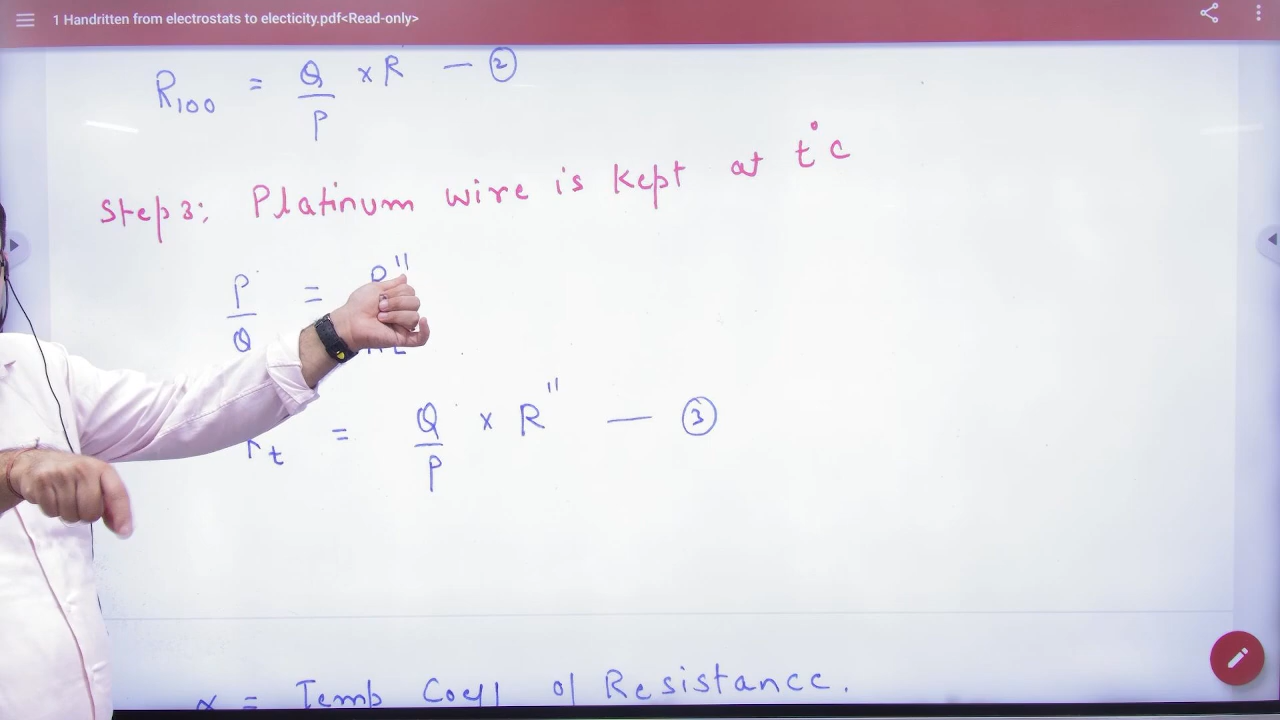 1 Handritten from electrostats to electicity.pdf<Read-only>
R100 = Q/P × R — ②
Step 3: Platinum wire is kept at t°c
P/Q = R"
t = Q/P × R" — ③
α = Temp Coeff of Resistance.